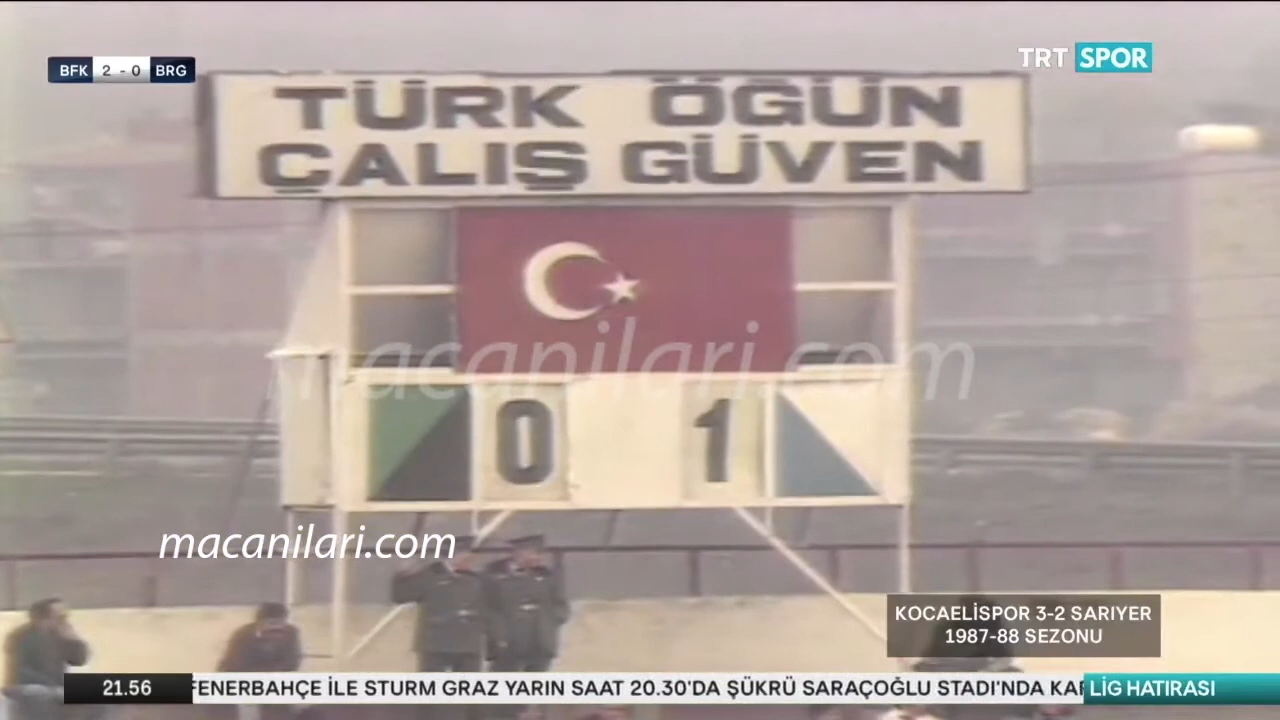 BFK 2 - 0 BRG
TRT SPOR
TÜRK ÖGÜN
ÇALIŞ GÜVEN
macanilari.com
0 1
macanilari.com
KOCAELİSPOR 3-2 SARIYER
1987-88 SEZONU
21.56 FENERBAHÇE İLE STURM GRAZ YARIN SAAT 20.30'DA ŞÜKRÜ SARAÇOĞLU STADI'NDA LİG HATIRASI